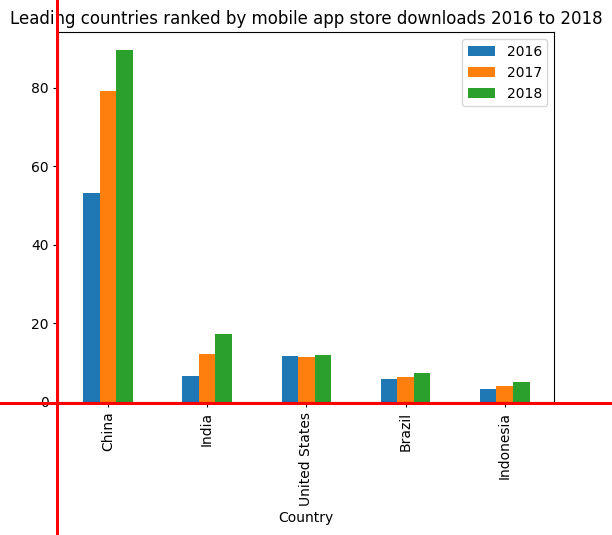 Leading countries ranked by mobile app store downloads 2016 to 2018
2016
2017
2018
80
60
40
20
0
China
India
United States
Brazil
Indonesia
Country